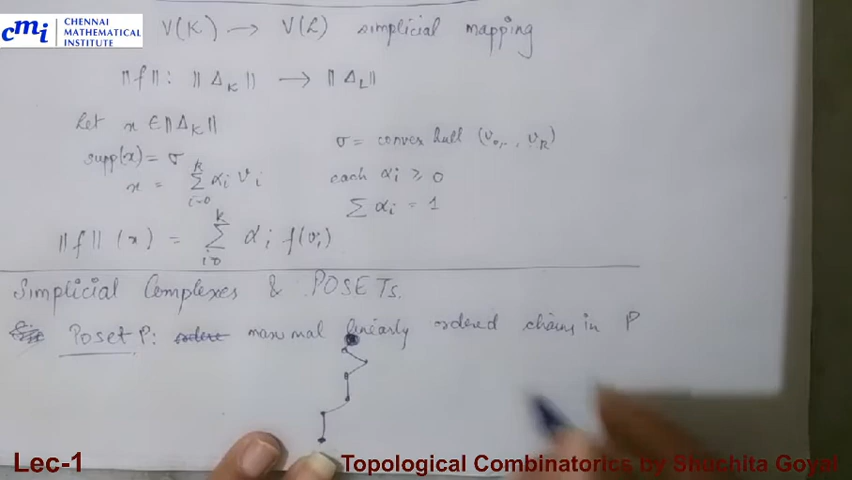 cmi CHENNAI
MATHEMATICAL
INSTITUTE
V(K) → V(L) simplicial mapping
||f|| : ||Δ_K|| → ||Δ_L||
Let x ∈ ||Δ_K||
supp(x) = σ σ = convex hull (v_0, .., v_k)
x = Σ_{i=0}^{k} α_i v_i each α_i ≥ 0
Σ α_i = 1
||f|| (x) = Σ_{i=0}^{k} α_i f(v_i)
Simplicial Complexes & POSETs.
Poset P: maximal linearly ordered chains in P
Lec-1 Topological Combinatorics by Shachita Goyal